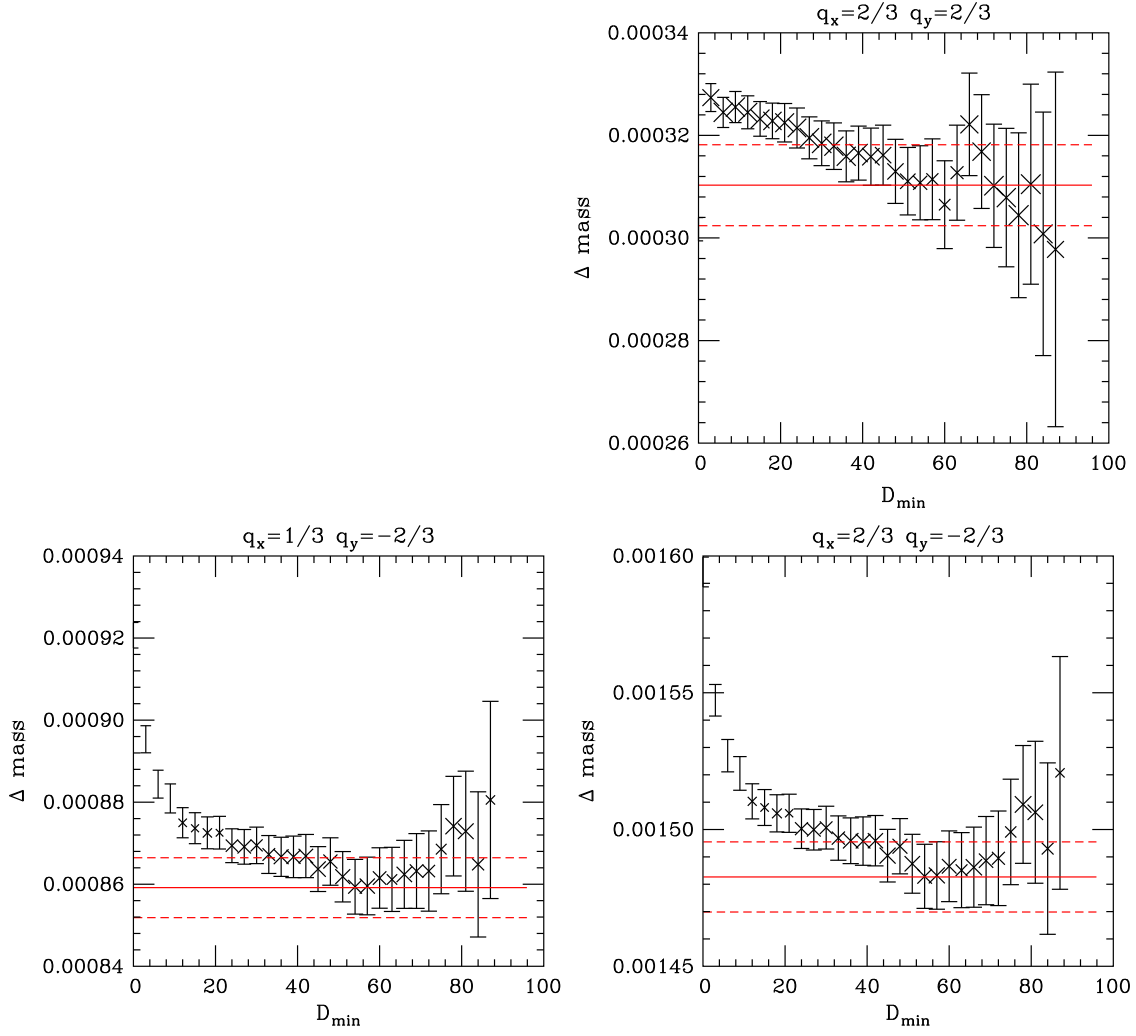 q_x=2/3 q_y=2/3
0.00034
0.00032
0.00030
0.00028
0.00026
Δ mass
0 20 40 60 80 100
D_min
q_x=1/3 q_y=−2/3
0.00094
0.00092
0.00090
0.00088
0.00086
0.00084
Δ mass
0 20 40 60 80 100
D_min
q_x=2/3 q_y=−2/3
0.00160
0.00155
0.00150
0.00145
Δ mass
0 20 40 60 80 100
D_min